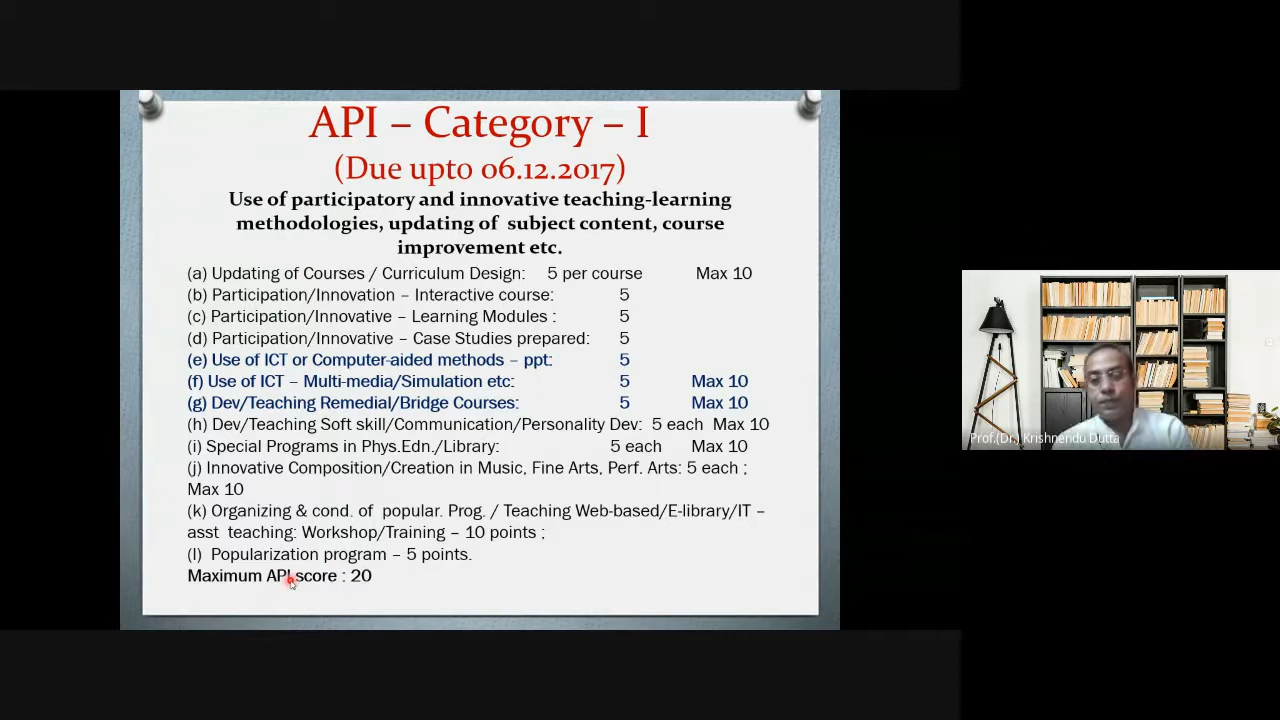 API – Category – I
(Due upto 06.12.2017)
Use of participatory and innovative teaching-learning
methodologies, updating of subject content, course
improvement etc.
(a) Updating of Courses / Curriculum Design: 5 per course Max 10
(b) Participation/Innovation – Interactive course: 5
(c) Participation/Innovative – Learning Modules : 5
(d) Participation/Innovative – Case Studies prepared: 5
(e) Use of ICT or Computer-aided methods – ppt: 5
(f) Use of ICT – Multi-media/Simulation etc: 5 Max 10
(g) Dev/Teaching Remedial/Bridge Courses: 5 Max 10
(h) Dev/Teaching Soft skill/Communication/Personality Dev: 5 each Max 10
(i) Special Programs in Phys.Edn./Library: 5 each Max 10
(j) Innovative Composition/Creation in Music, Fine Arts, Perf. Arts: 5 each ;
Max 10
(k) Organizing & cond. of popular. Prog. / Teaching Web-based/E-library/IT –
asst teaching: Workshop/Training – 10 points ;
(l) Popularization program – 5 points.
Maximum API score : 20
Prof.(Dr.) Krishnendu Dutta